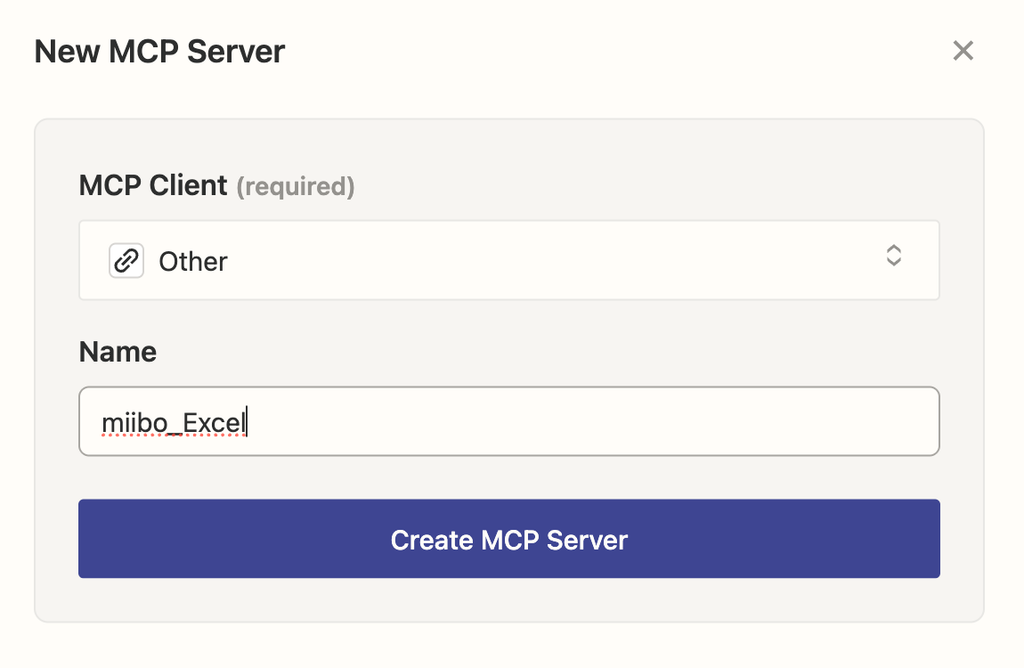 New MCP Server
MCP Client (required)
Other
Name
miibo_Excel
Create MCP Server